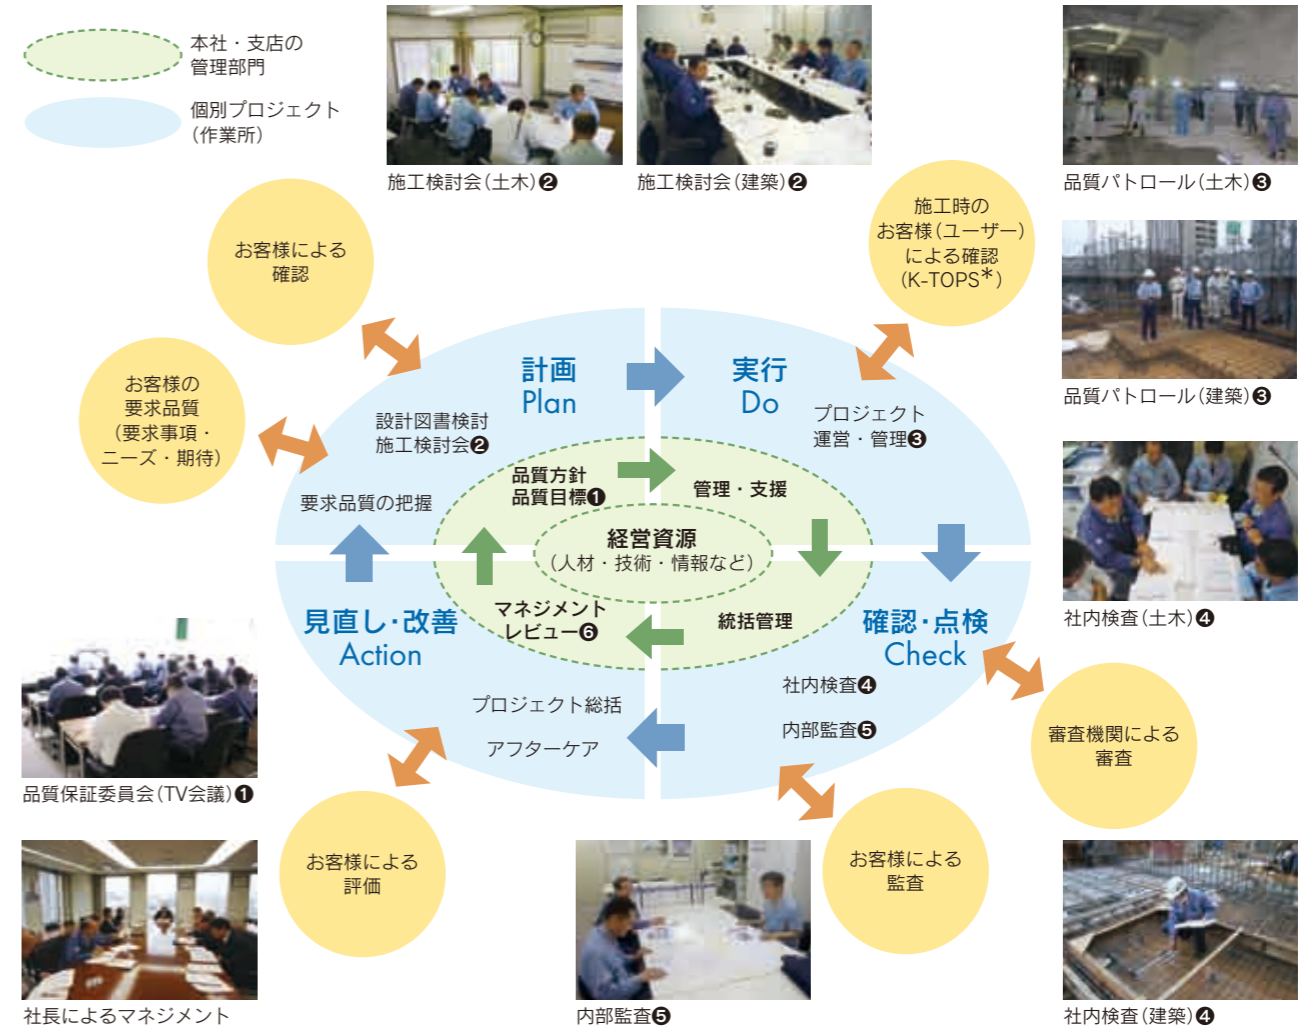 本社・支店の
管理部門
個別プロジェクト
(作業所)
施工検討会(土木)❷
施工検討会(建築)❷
品質パトロール(土木)❸
お客様による
確認
施工時の
お客様(ユーザー)
による確認
(K-TOPS*)
お客様の
要求品質
(要求事項・
ニーズ・期待)
計画
Plan
実行
Do
品質パトロール(建築)❸
設計図書検討
施工検討会❷
プロジェクト
運営・管理❸
要求品質の把握
品質方針
品質目標❶
管理・支援
経営資源
(人材・技術・情報など)
マネジメント
レビュー❻
統括管理
見直し・改善
Action
確認・点検
Check
社内検査(土木)❹
プロジェクト総括
アフターケア
社内検査❹
内部監査❺
審査機関による
審査
品質保証委員会(TV会議)❶
お客様による
評価
お客様による
監査
社長によるマネジメント
内部監査❺
社内検査(建築)❹